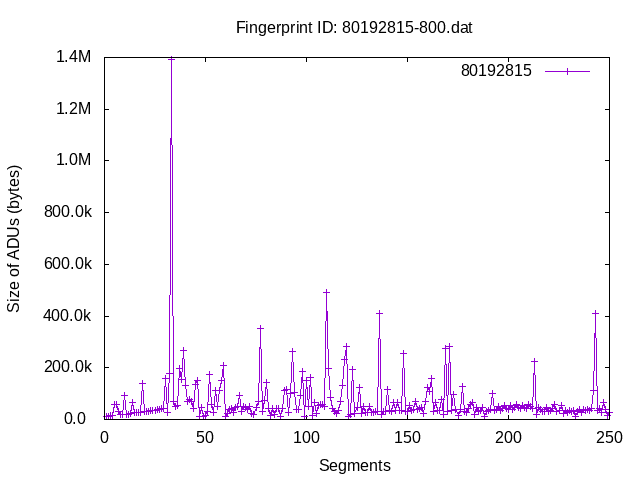 Fingerprint ID: 80192815-800.dat
80192815
1.4M
1.2M
1.0M
800.0k
600.0k
400.0k
200.0k
0.0
Size of ADUs (bytes)
0 50 100 150 200 250
Segments